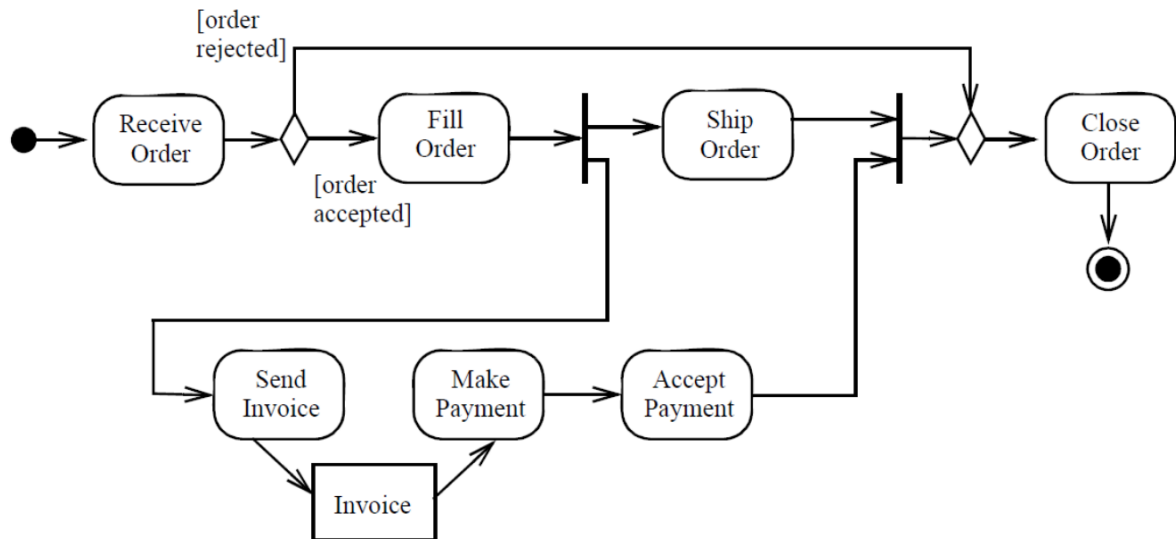 [order
rejected]
Receive
Order
Fill
Order
Ship
Order
Close
Order
[order
accepted]
Send
Invoice
Make
Payment
Accept
Payment
Invoice